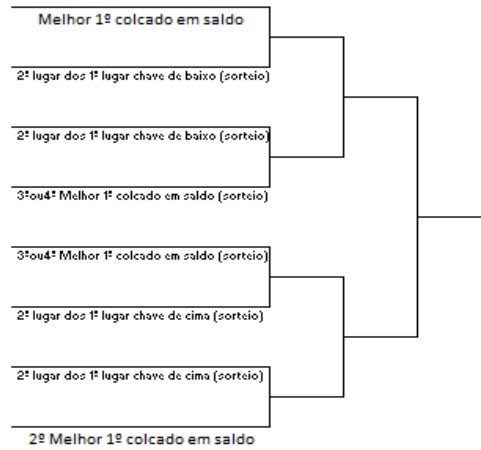 Melhor 1º colcado em saldo
2º lugar dos 1º lugar chave de baixo (sorteio)
2º lugar dos 1º lugar chave de baixo (sorteio)
3ºou4º Melhor 1º colcado em saldo (sorteio)
3ºou4º Melhor 1º colcado em saldo (sorteio)
2º lugar dos 1º lugar chave de cima (sorteio)
2º lugar dos 1º lugar chave de cima (sorteio)
2º Melhor 1º colcado em saldo